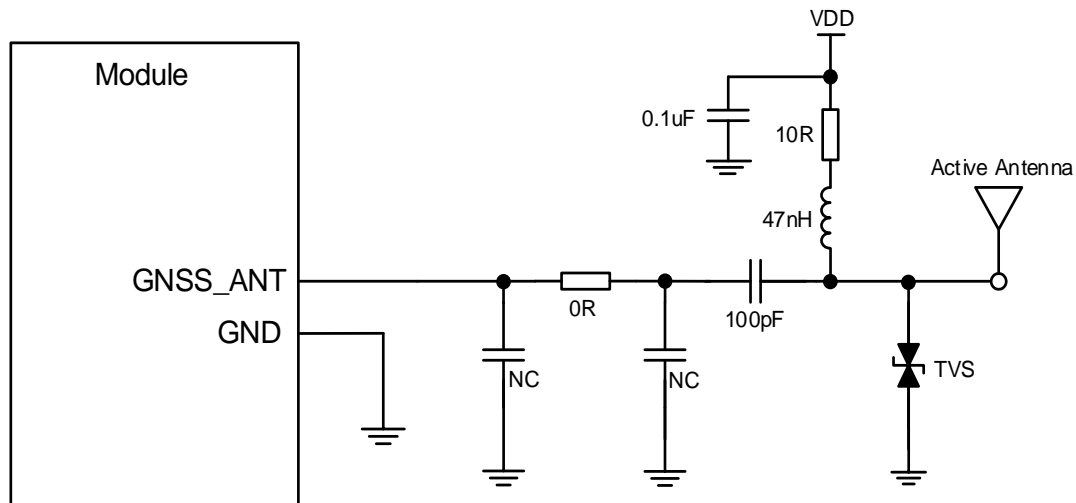 VDD
Module
0.1uF
10R
Active Antenna
47nH
GNSS_ANT
0R
100pF
GND
NC
NC
TVS